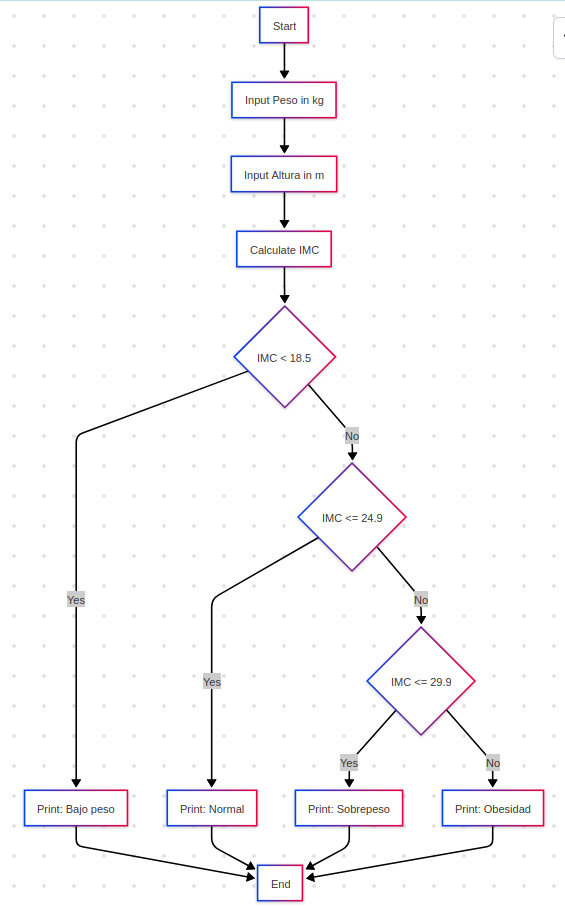 Start
Input Peso in kg
Input Altura in m
Calculate IMC
IMC < 18.5
No
IMC <= 24.9
Yes
No
Yes
IMC <= 29.9
Yes
No
Print: Bajo peso
Print: Normal
Print: Sobrepeso
Print: Obesidad
End